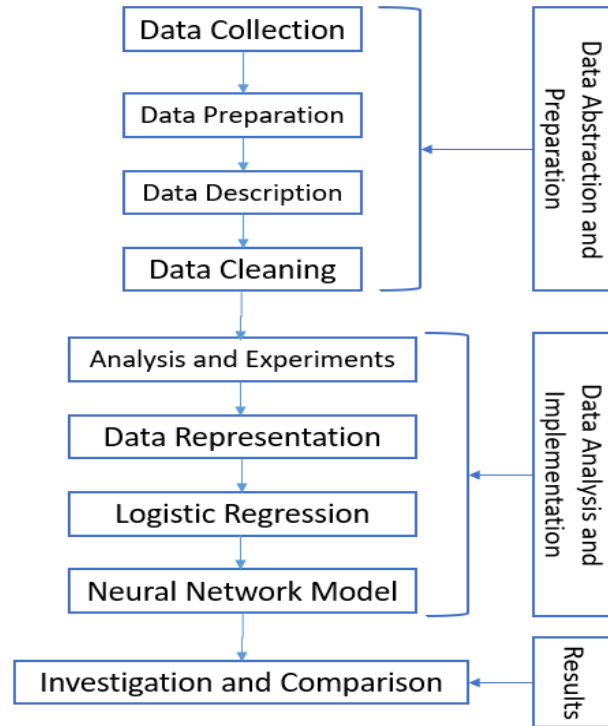 Data Collection
Data Preparation
Data Description
Data Cleaning
Data Abstraction and
Preparation
Analysis and Experiments
Data Representation
Logistic Regression
Neural Network Model
Data Analysis and
Implementation
Investigation and Comparison
Results